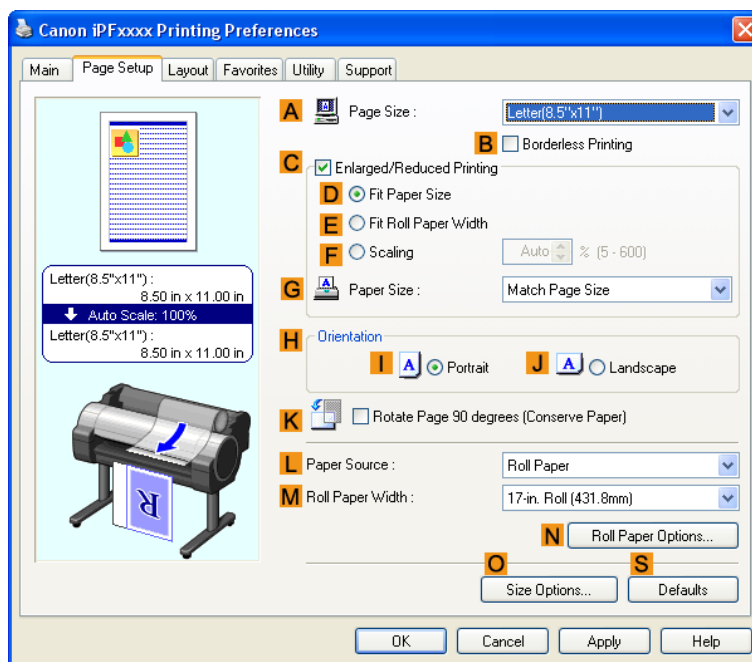 Canon iPFxxxx Printing Preferences
Main Page Setup Layout Favorites Utility Support
A Page Size : Letter(8.5"x11")
B Borderless Printing
C Enlarged/Reduced Printing
D Fit Paper Size
E Fit Roll Paper Width
F Scaling Auto % (5 - 600)
G Paper Size : Match Page Size
Letter(8.5"x11") :
8.50 in x 11.00 in
Auto Scale: 100%
Letter(8.5"x11") :
8.50 in x 11.00 in
H Orientation
I A Portrait J A Landscape
K Rotate Page 90 degrees (Conserve Paper)
L Paper Source : Roll Paper
M Roll Paper Width : 17-in. Roll (431.8mm)
R
N Roll Paper Options...
O S
Size Options... Defaults
OK Cancel Apply Help